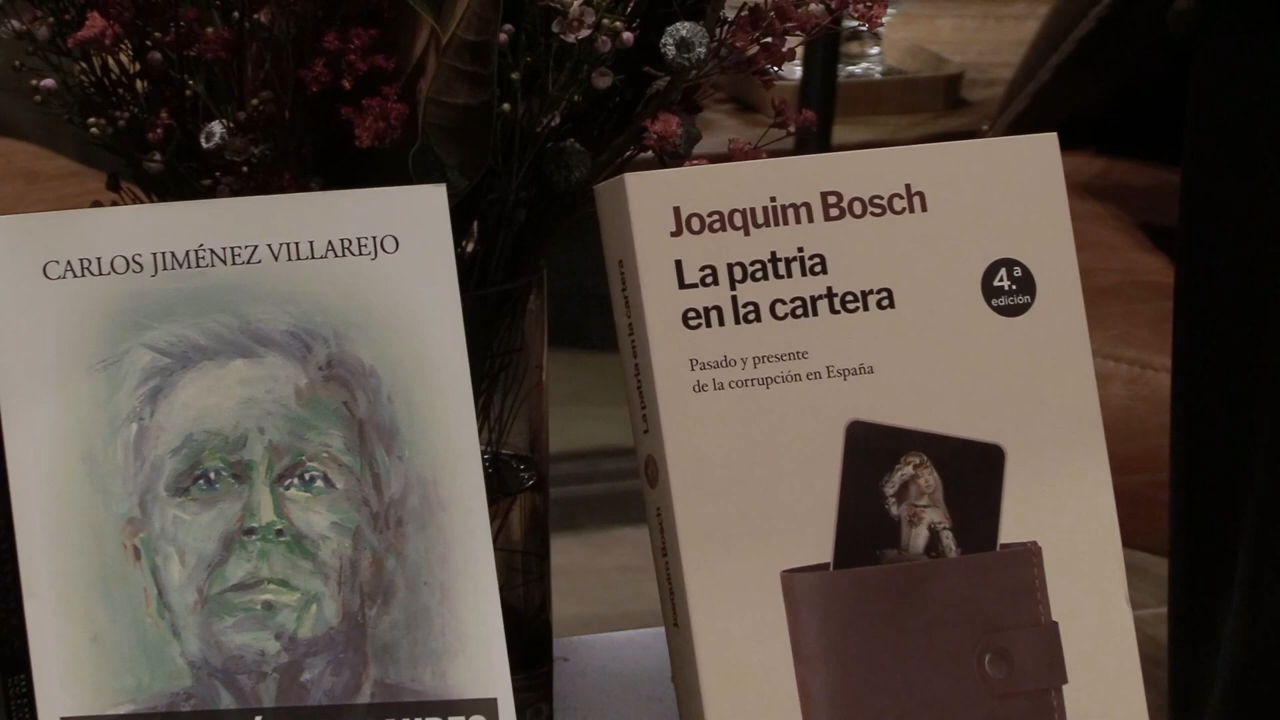 CARLOS JIMÉNEZ VILLAREJO
Joaquim Bosch
La patria
en la cartera
4.ª
edición
Pasado y presente
de la corrupción en España
La patria en la cartera
Joaquim Bosch